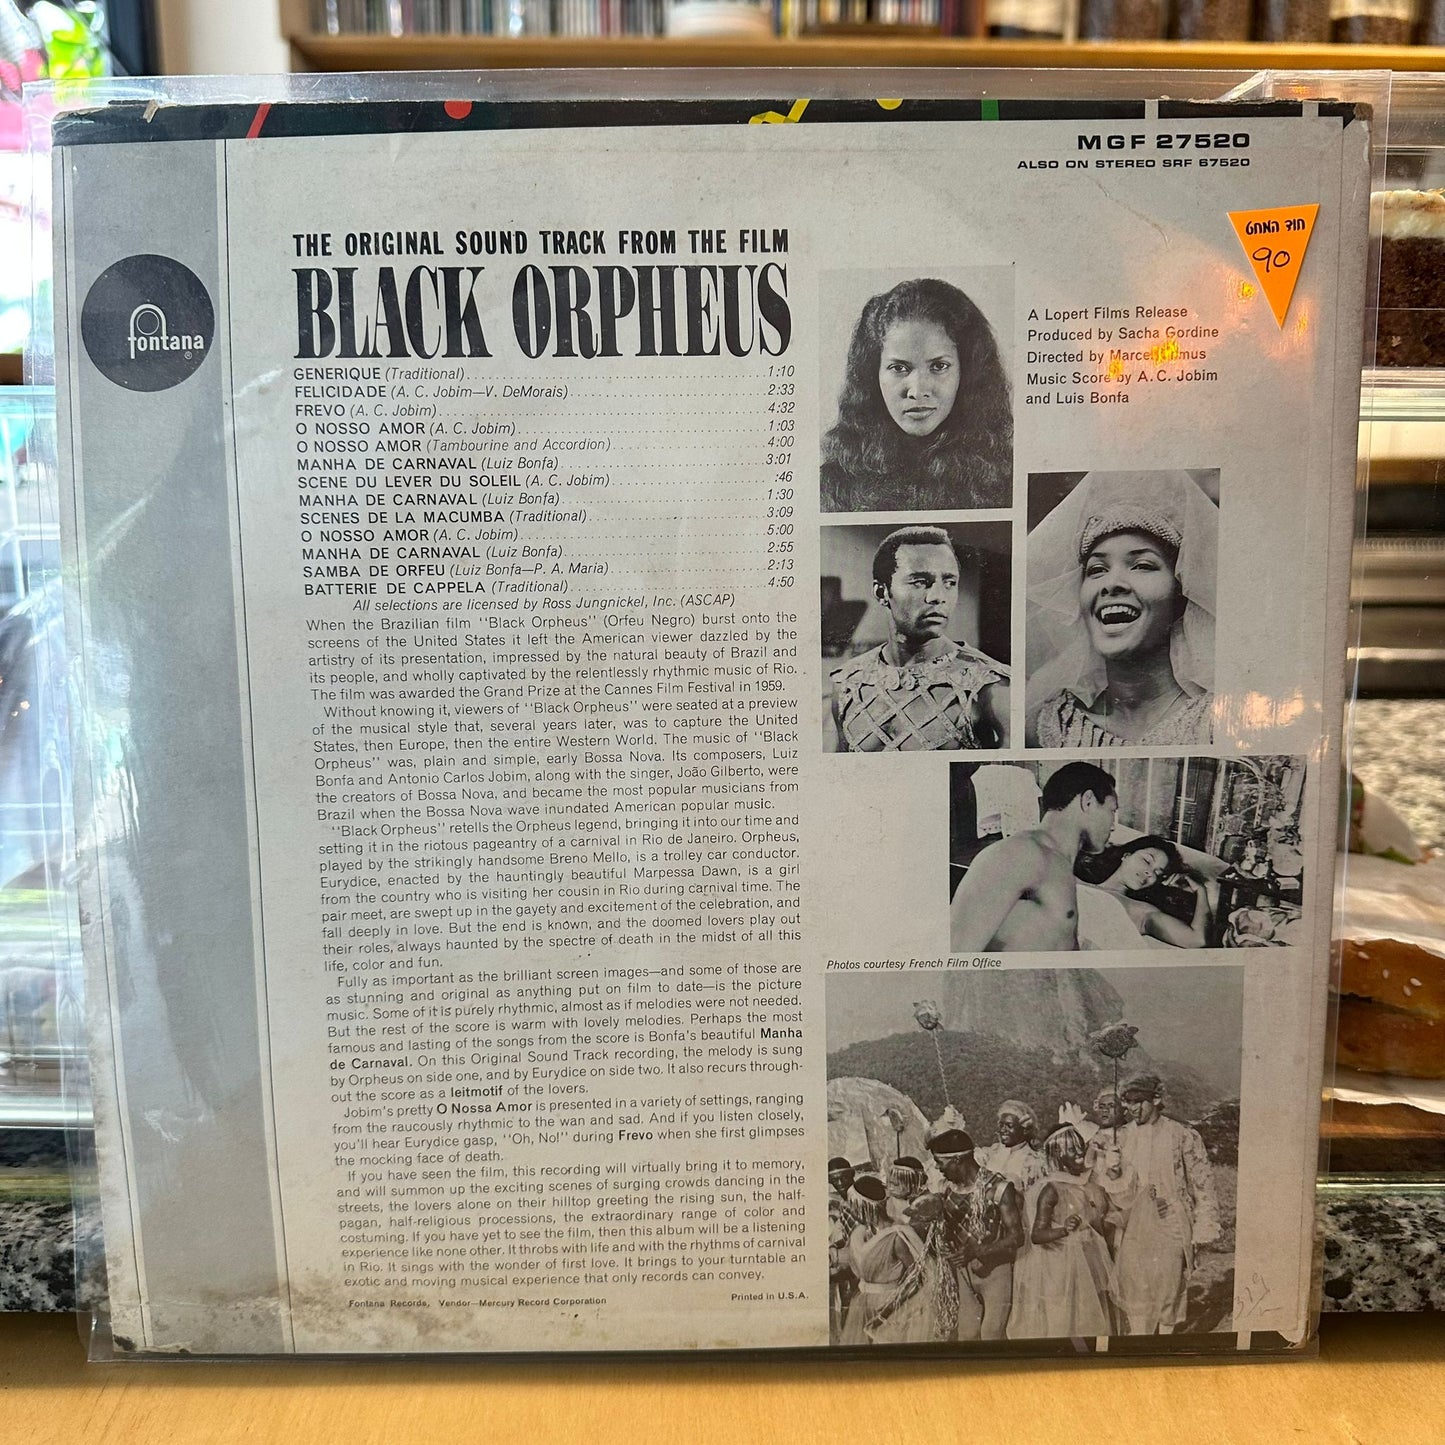 MGF 27520
ALSO ON STEREO SRF 67520
חוד המחט
90
fontana
®
THE ORIGINAL SOUND TRACK FROM THE FILM
BLACK ORPHEUS
GENERIQUE (Traditional) 1:10
FELICIDADE (A. C. Jobim—V. DeMorais) 2:33
FREVO (A. C. Jobim) 4:32
O NOSSO AMOR (A. C. Jobim) 1:03
O NOSSO AMOR (Tambourine and Accordion) 4:00
MANHA DE CARNAVAL (Luiz Bonfa) 3:01
SCENE DU LEVER DU SOLEIL (A. C. Jobim) :46
MANHA DE CARNAVAL (Luiz Bonfa) 1:30
SCENES DE LA MACUMBA (Traditional) 3:09
O NOSSO AMOR (A. C. Jobim) 5:00
MANHA DE CARNAVAL (Luiz Bonfa) 2:55
SAMBA DE ORFEU (Luiz Bonfa—P. A. Maria) 2:13
BATTERIE DE CAPPELA (Traditional) 4:50
All selections are licensed by Ross Jungnickel, Inc. (ASCAP)
When the Brazilian film "Black Orpheus" (Orfeu Negro) burst onto the
screens of the United States it left the American viewer dazzled by the
artistry of its presentation, impressed by the natural beauty of Brazil and
its people, and wholly captivated by the relentlessly rhythmic music of Rio.
The film was awarded the Grand Prize at the Cannes Film Festival in 1959.
Without knowing it, viewers of "Black Orpheus" were seated at a preview
of the musical style that, several years later, was to capture the United
States, then Europe, then the entire Western World. The music of "Black
Orpheus" was, plain and simple, early Bossa Nova. Its composers, Luiz
Bonfa and Antonio Carlos Jobim, along with the singer, João Gilberto, were
the creators of Bossa Nova, and became the most popular musicians from
Brazil when the Bossa Nova wave inundated American popular music.
"Black Orpheus" retells the Orpheus legend, bringing it into our time and
setting it in the riotous pageantry of a carnival in Rio de Janeiro. Orpheus,
played by the strikingly handsome Breno Mello, is a trolley car conductor.
Eurydice, enacted by the hauntingly beautiful Marpessa Dawn, is a girl
from the country who is visiting her cousin in Rio during carnival time. The
pair meet, are swept up in the gayety and excitement of the celebration, and
fall deeply in love. But the end is known, and the doomed lovers play out
their roles, always haunted by the spectre of death in the midst of all this
life, color and fun.
Fully as important as the brilliant screen images—and some of those are
as stunning and original as anything put on film to date—is the picture
music. Some of it is purely rhythmic, almost as if melodies were not needed.
But the rest of the score is warm with lovely melodies. Perhaps the most
famous and lasting of the songs from the score is Bonfa's beautiful Manha
de Carnaval. On this Original Sound Track recording, the melody is sung
by Orpheus on side one, and by Eurydice on side two. It also recurs through-
out the score as a leitmotif of the lovers.
Jobim's pretty O Nossa Amor is presented in a variety of settings, ranging
from the raucously rhythmic to the wan and sad. And if you listen closely,
you'll hear Eurydice gasp, "Oh, No!" during Frevo when she first glimpses
the mocking face of death.
If you have seen the film, this recording will virtually bring it to memory,
and will summon up the exciting scenes of surging crowds dancing in the
streets, the lovers alone on their hilltop greeting the rising sun, the half-
pagan, half-religious processions, the extraordinary range of color and
costuming. If you have yet to see the film, then this album will be a listening
experience like none other. It throbs with life and with the rhythms of carnival
in Rio. It sings with the wonder of first love. It brings to your turntable an
exotic and moving musical experience that only records can convey.
Fontana Records, Vendor—Mercury Record Corporation
Printed in U.S.A.
A Lopert Films Release
Produced by Sacha Gordine
Directed by
Music Score by A. C. Jobim
and Luis Bonfa
Photos courtesy French Film Office